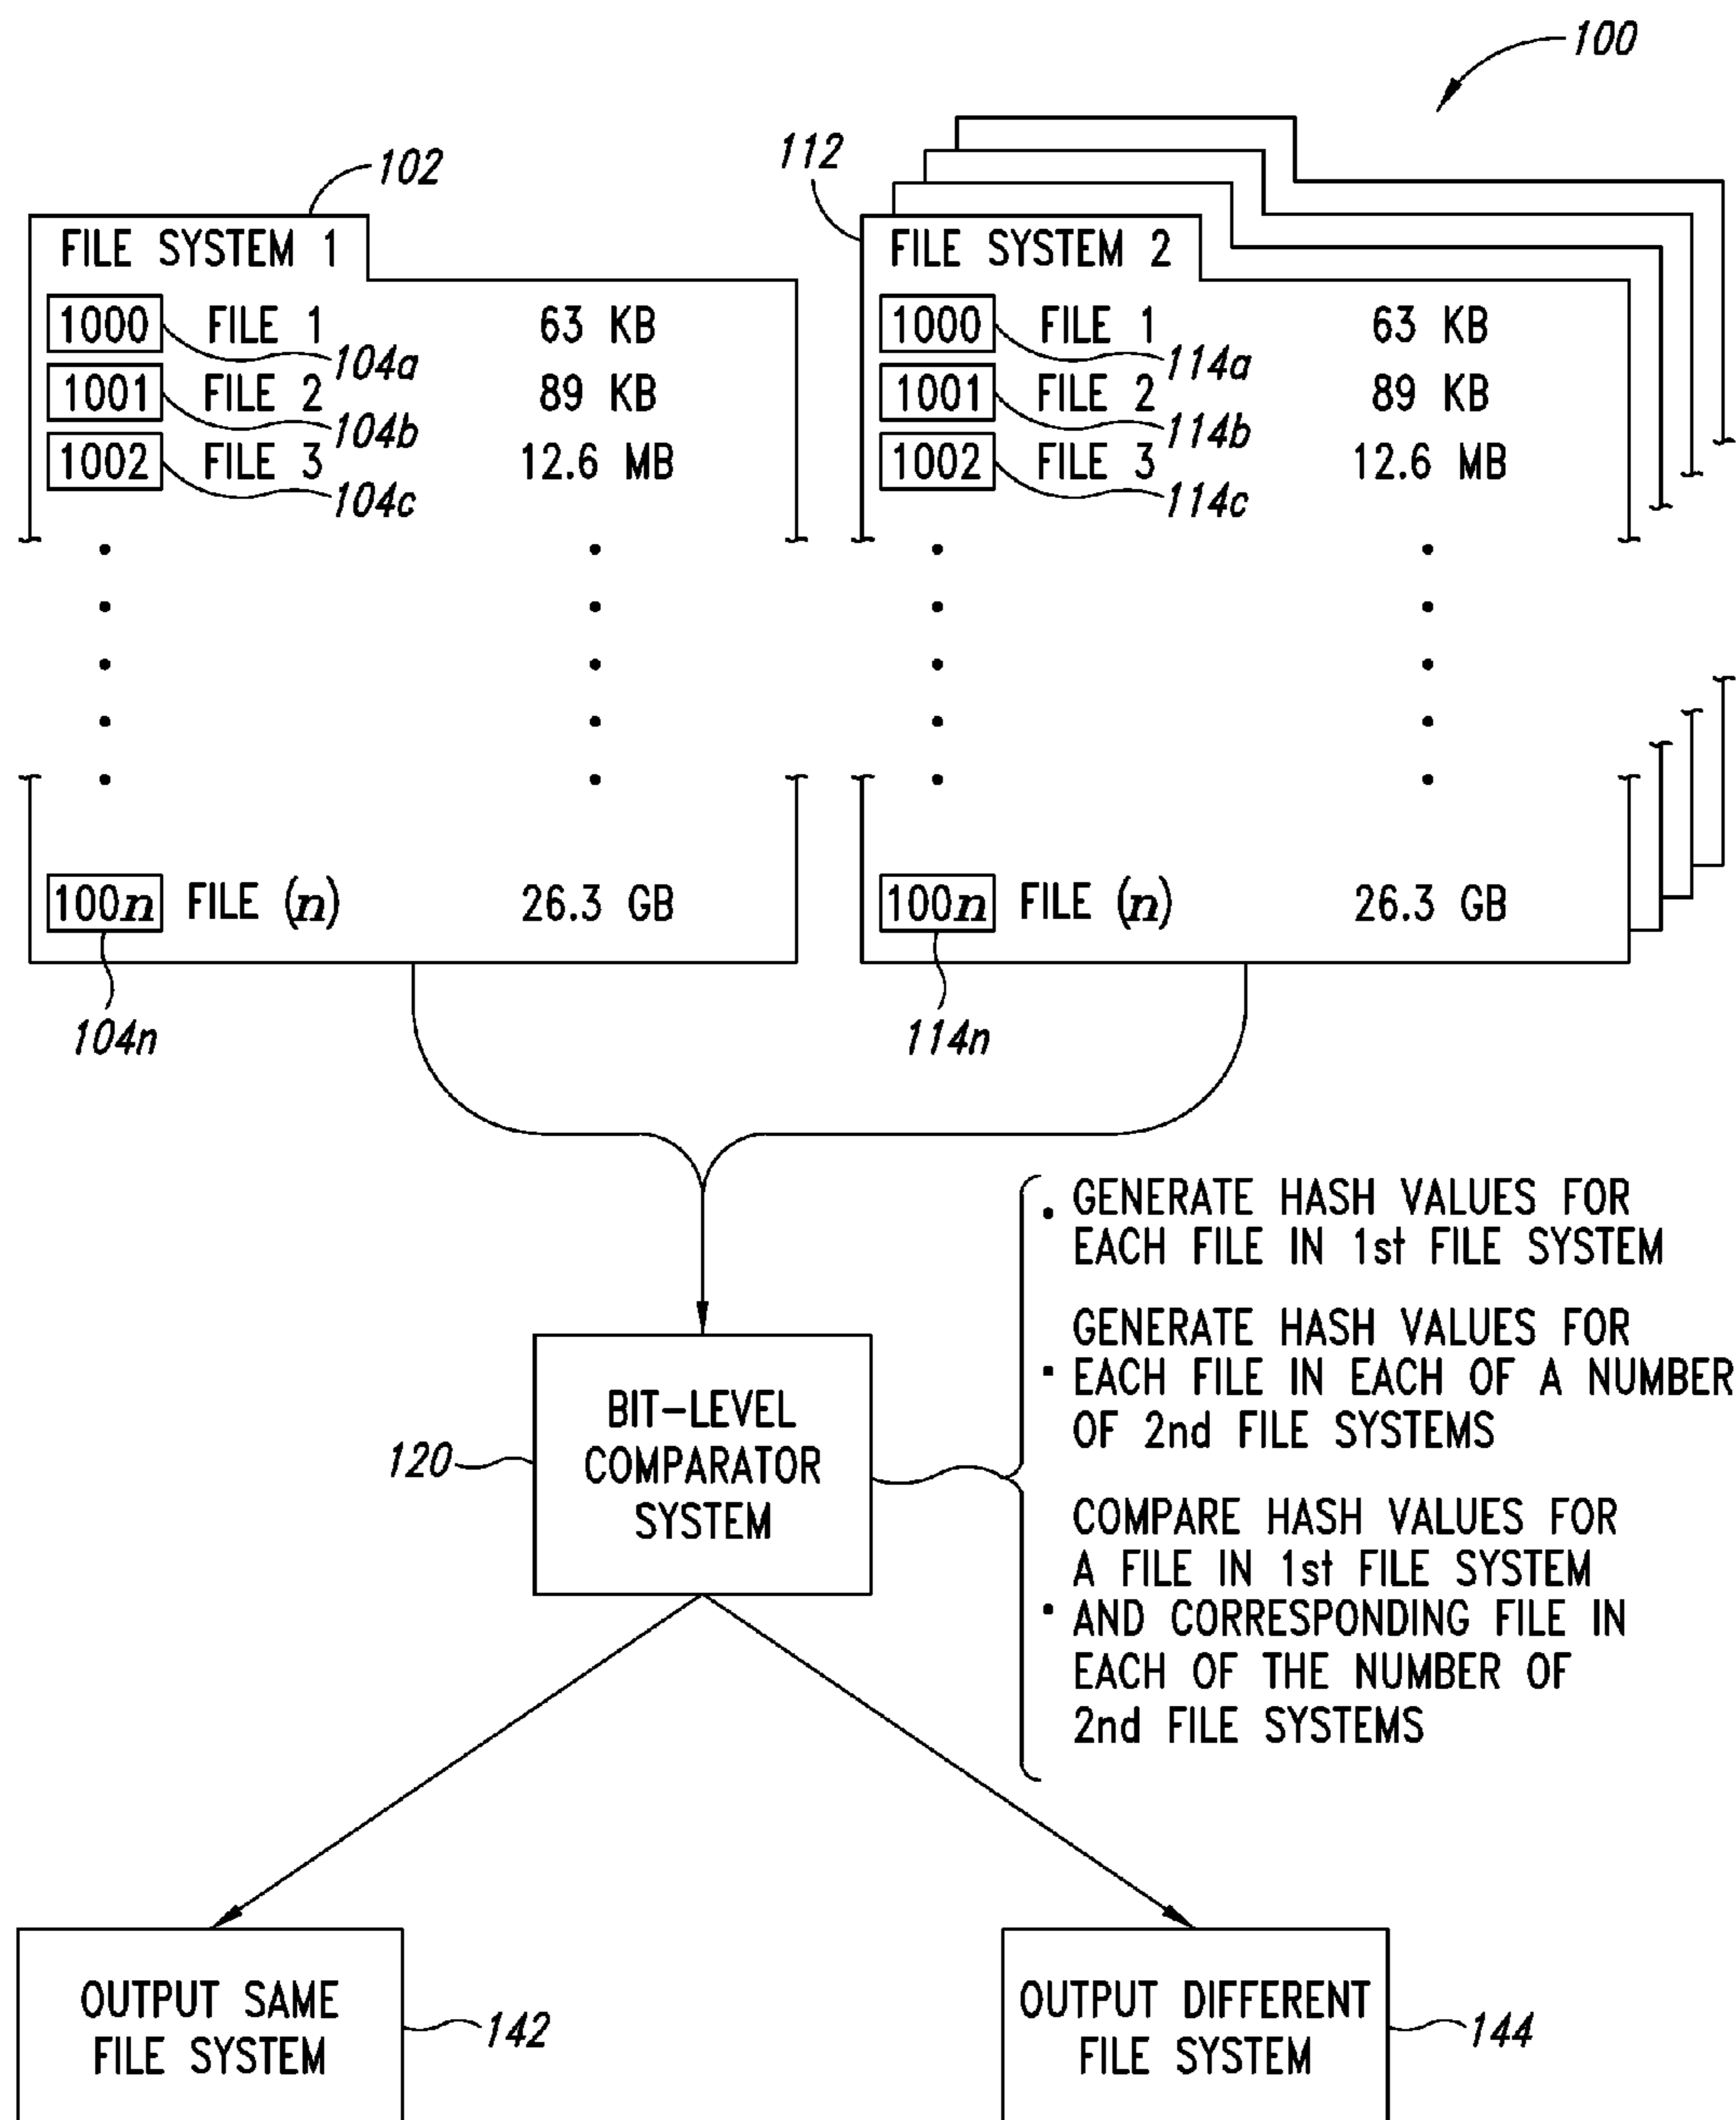 100
102
112
FILE SYSTEM 1
1000 FILE 1 63 KB
104a
1001 FILE 2 89 KB
104b
1002 FILE 3 12.6 MB
104c
100n FILE (n) 26.3 GB
104n
FILE SYSTEM 2
1000 FILE 1 63 KB
114a
1001 FILE 2 89 KB
114b
1002 FILE 3 12.6 MB
114c
100n FILE (n) 26.3 GB
114n
120
BIT-LEVEL
COMPARATOR
SYSTEM
• GENERATE HASH VALUES FOR
EACH FILE IN 1st FILE SYSTEM
GENERATE HASH VALUES FOR
• EACH FILE IN EACH OF A NUMBER
OF 2nd FILE SYSTEMS
COMPARE HASH VALUES FOR
A FILE IN 1st FILE SYSTEM
• AND CORRESPONDING FILE IN
EACH OF THE NUMBER OF
2nd FILE SYSTEMS
OUTPUT SAME
FILE SYSTEM
142
OUTPUT DIFFERENT
FILE SYSTEM
144